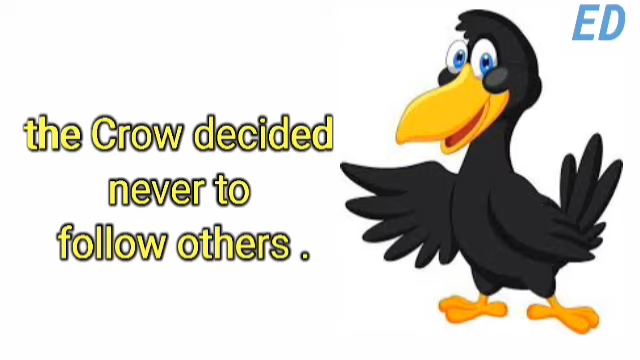 ED
the Crow decided
never to
follow others .